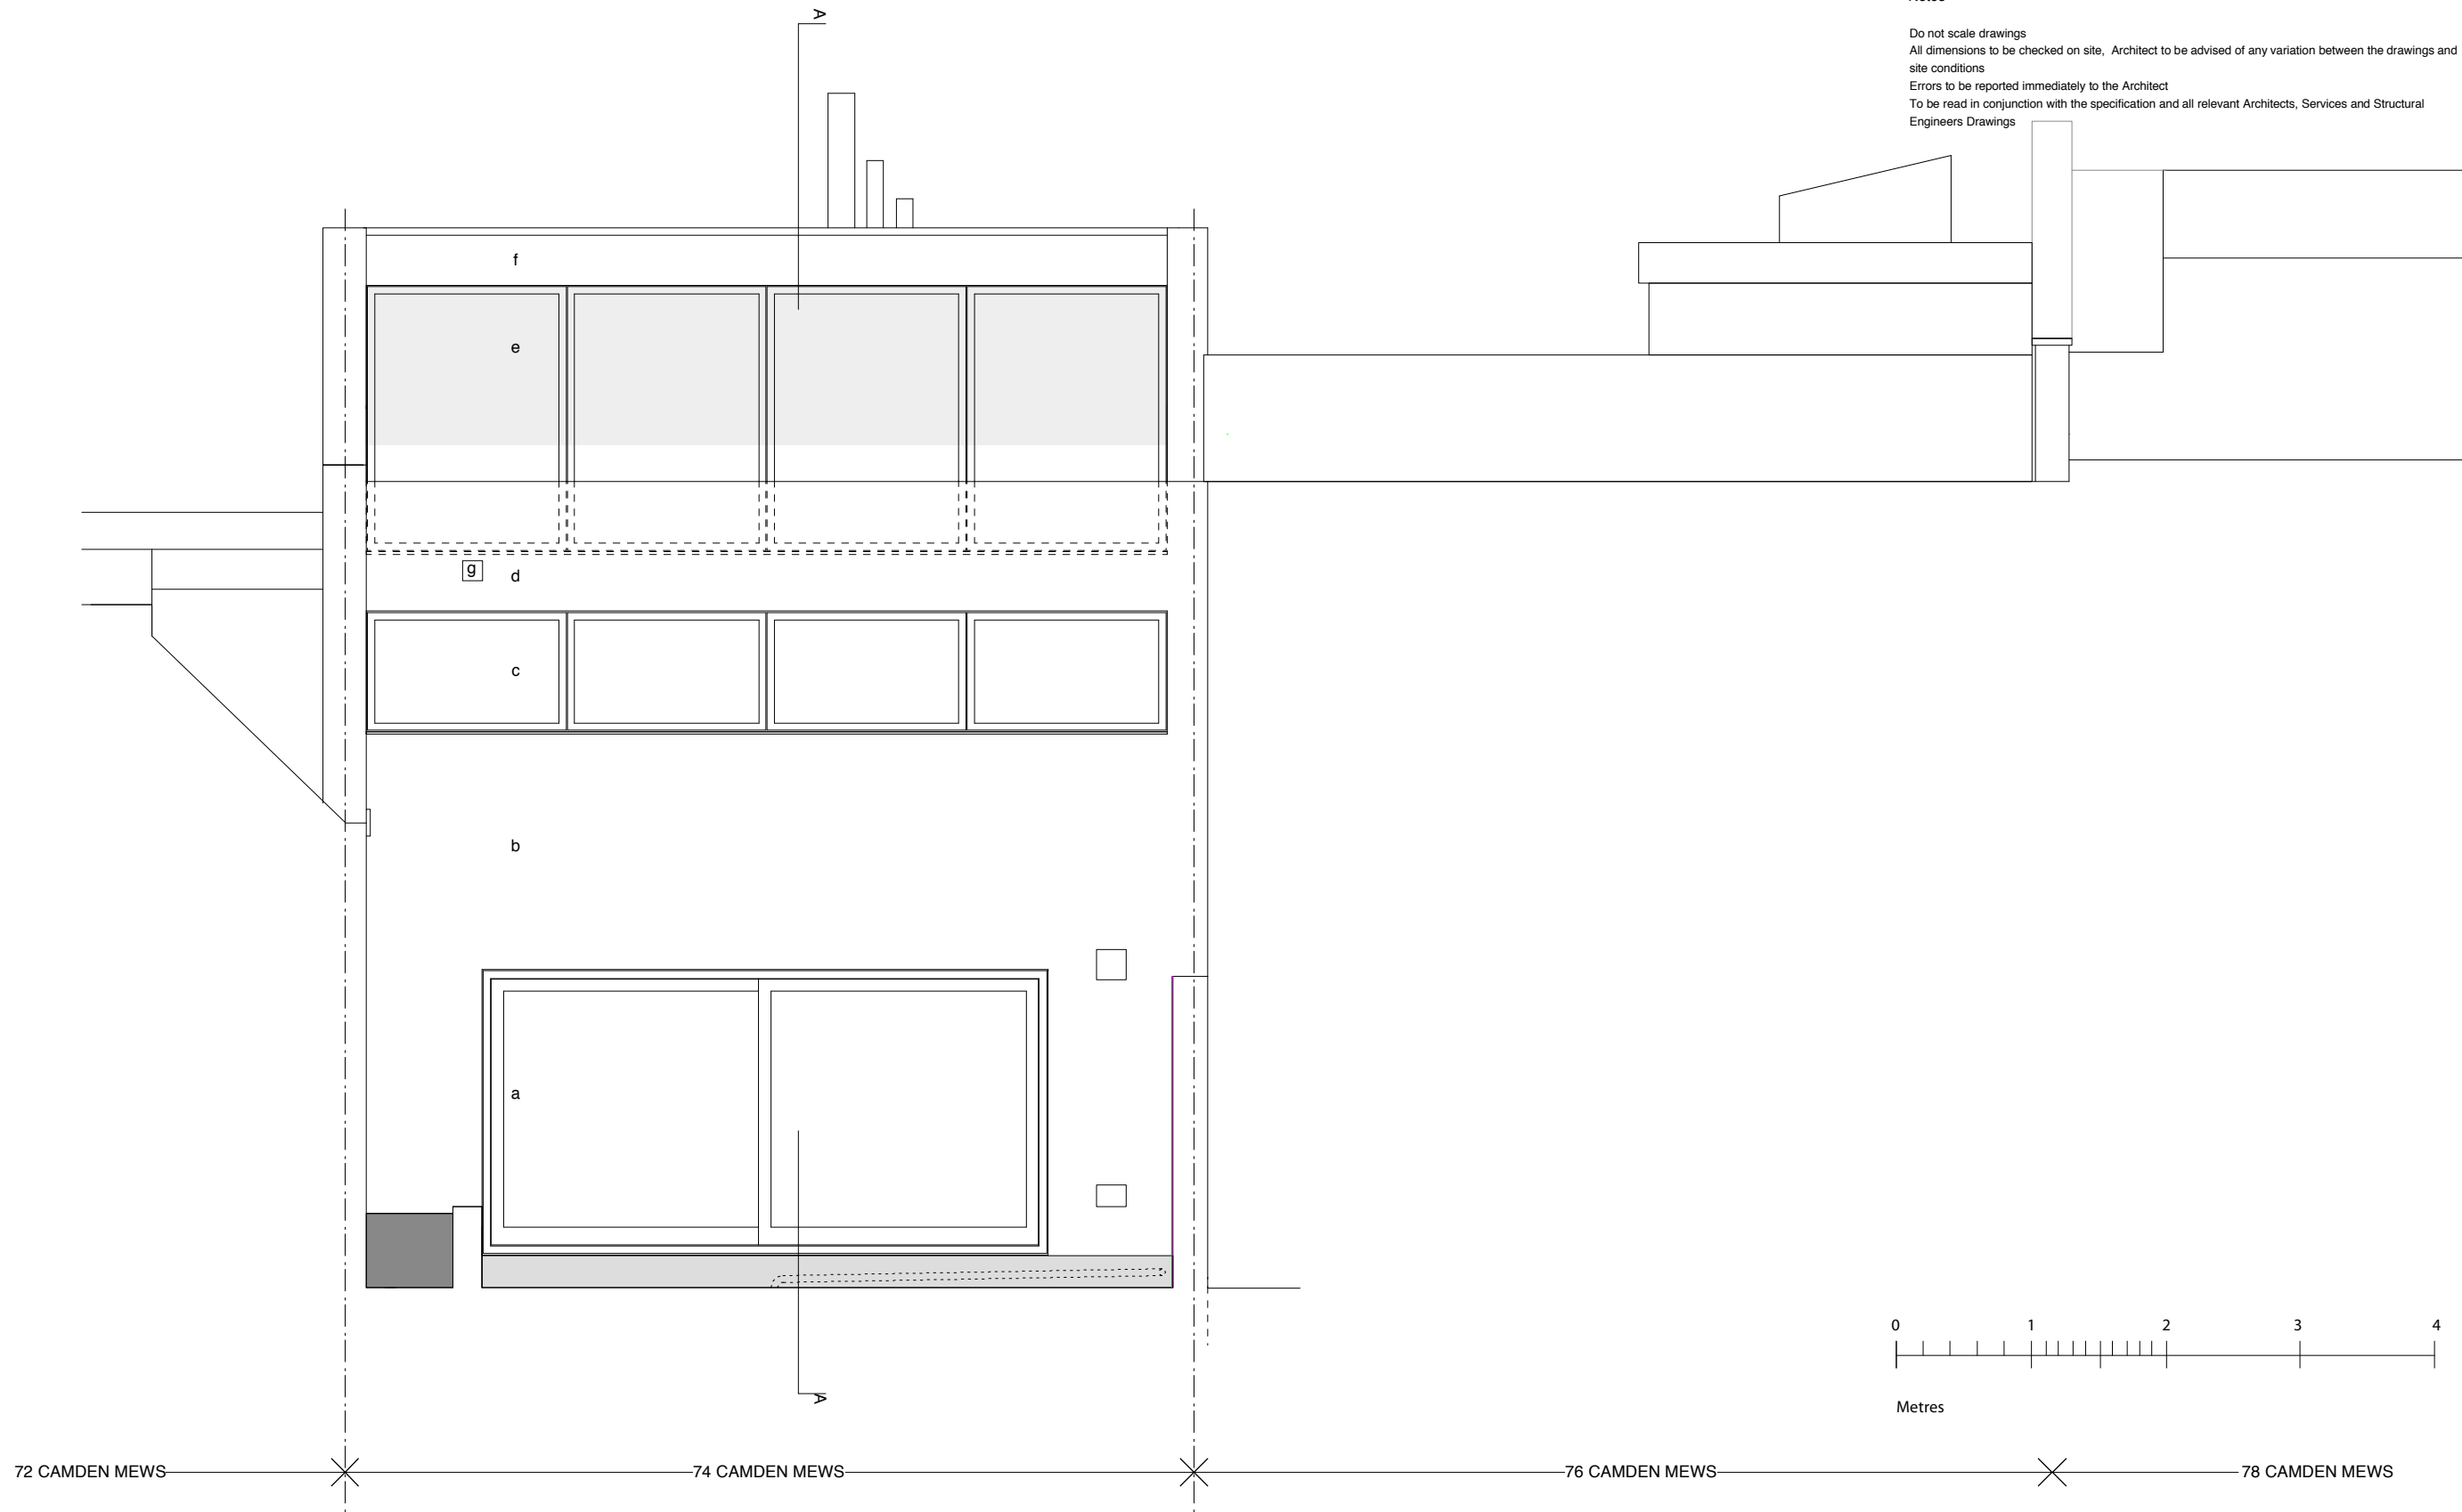 Notes
Do not scale drawings
All dimensions to be checked on site, Architect to be advised of any variation between the drawings and
site conditions
Errors to be reported immediately to the Architect
To be read in conjunction with the specification and all relevant Architects, Services and Structural
Engineers Drawings
A
f
e
g d
c
b
a
A
0 1 2 3 4
Metres
72 CAMDEN MEWS 74 CAMDEN MEWS 76 CAMDEN MEWS 78 CAMDEN MEWS